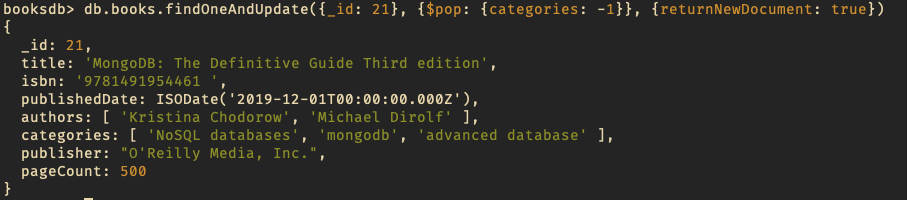 booksdb> db.books.findOneAndUpdate({_id: 21}, {$pop: {categories: -1}}, {returnNewDocument: true})
{
  _id: 21,
  title: 'MongoDB: The Definitive Guide Third edition',
  isbn: '9781491954461 ',
  publishedDate: ISODate('2019-12-01T00:00:00.000Z'),
  authors: [ 'Kristina Chodorow', 'Michael Dirolf' ],
  categories: [ 'NoSQL databases', 'mongodb', 'advanced database' ],
  publisher: "O'Reilly Media, Inc.",
  pageCount: 500
}